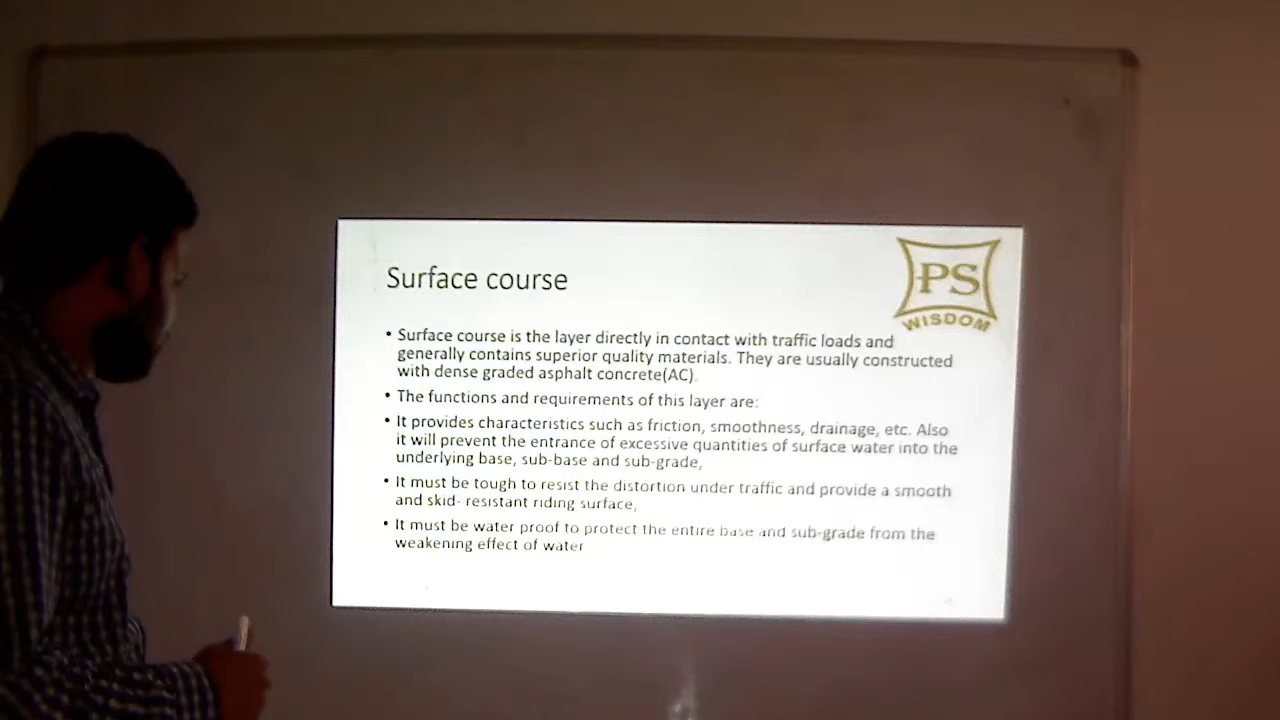 PS
WISDOM
Surface course
• Surface course is the layer directly in contact with traffic loads and
generally contains superior quality materials. They are usually constructed
with dense graded asphalt concrete(AC).
• The functions and requirements of this layer are:
• It provides characteristics such as friction, smoothness, drainage, etc. Also
it will prevent the entrance of excessive quantities of surface water into the
underlying base, sub-base and sub-grade,
• It must be tough to resist the distortion under traffic and provide a smooth
and skid- resistant riding surface,
• It must be water proof to protect the entire base and sub-grade from the
weakening effect of water